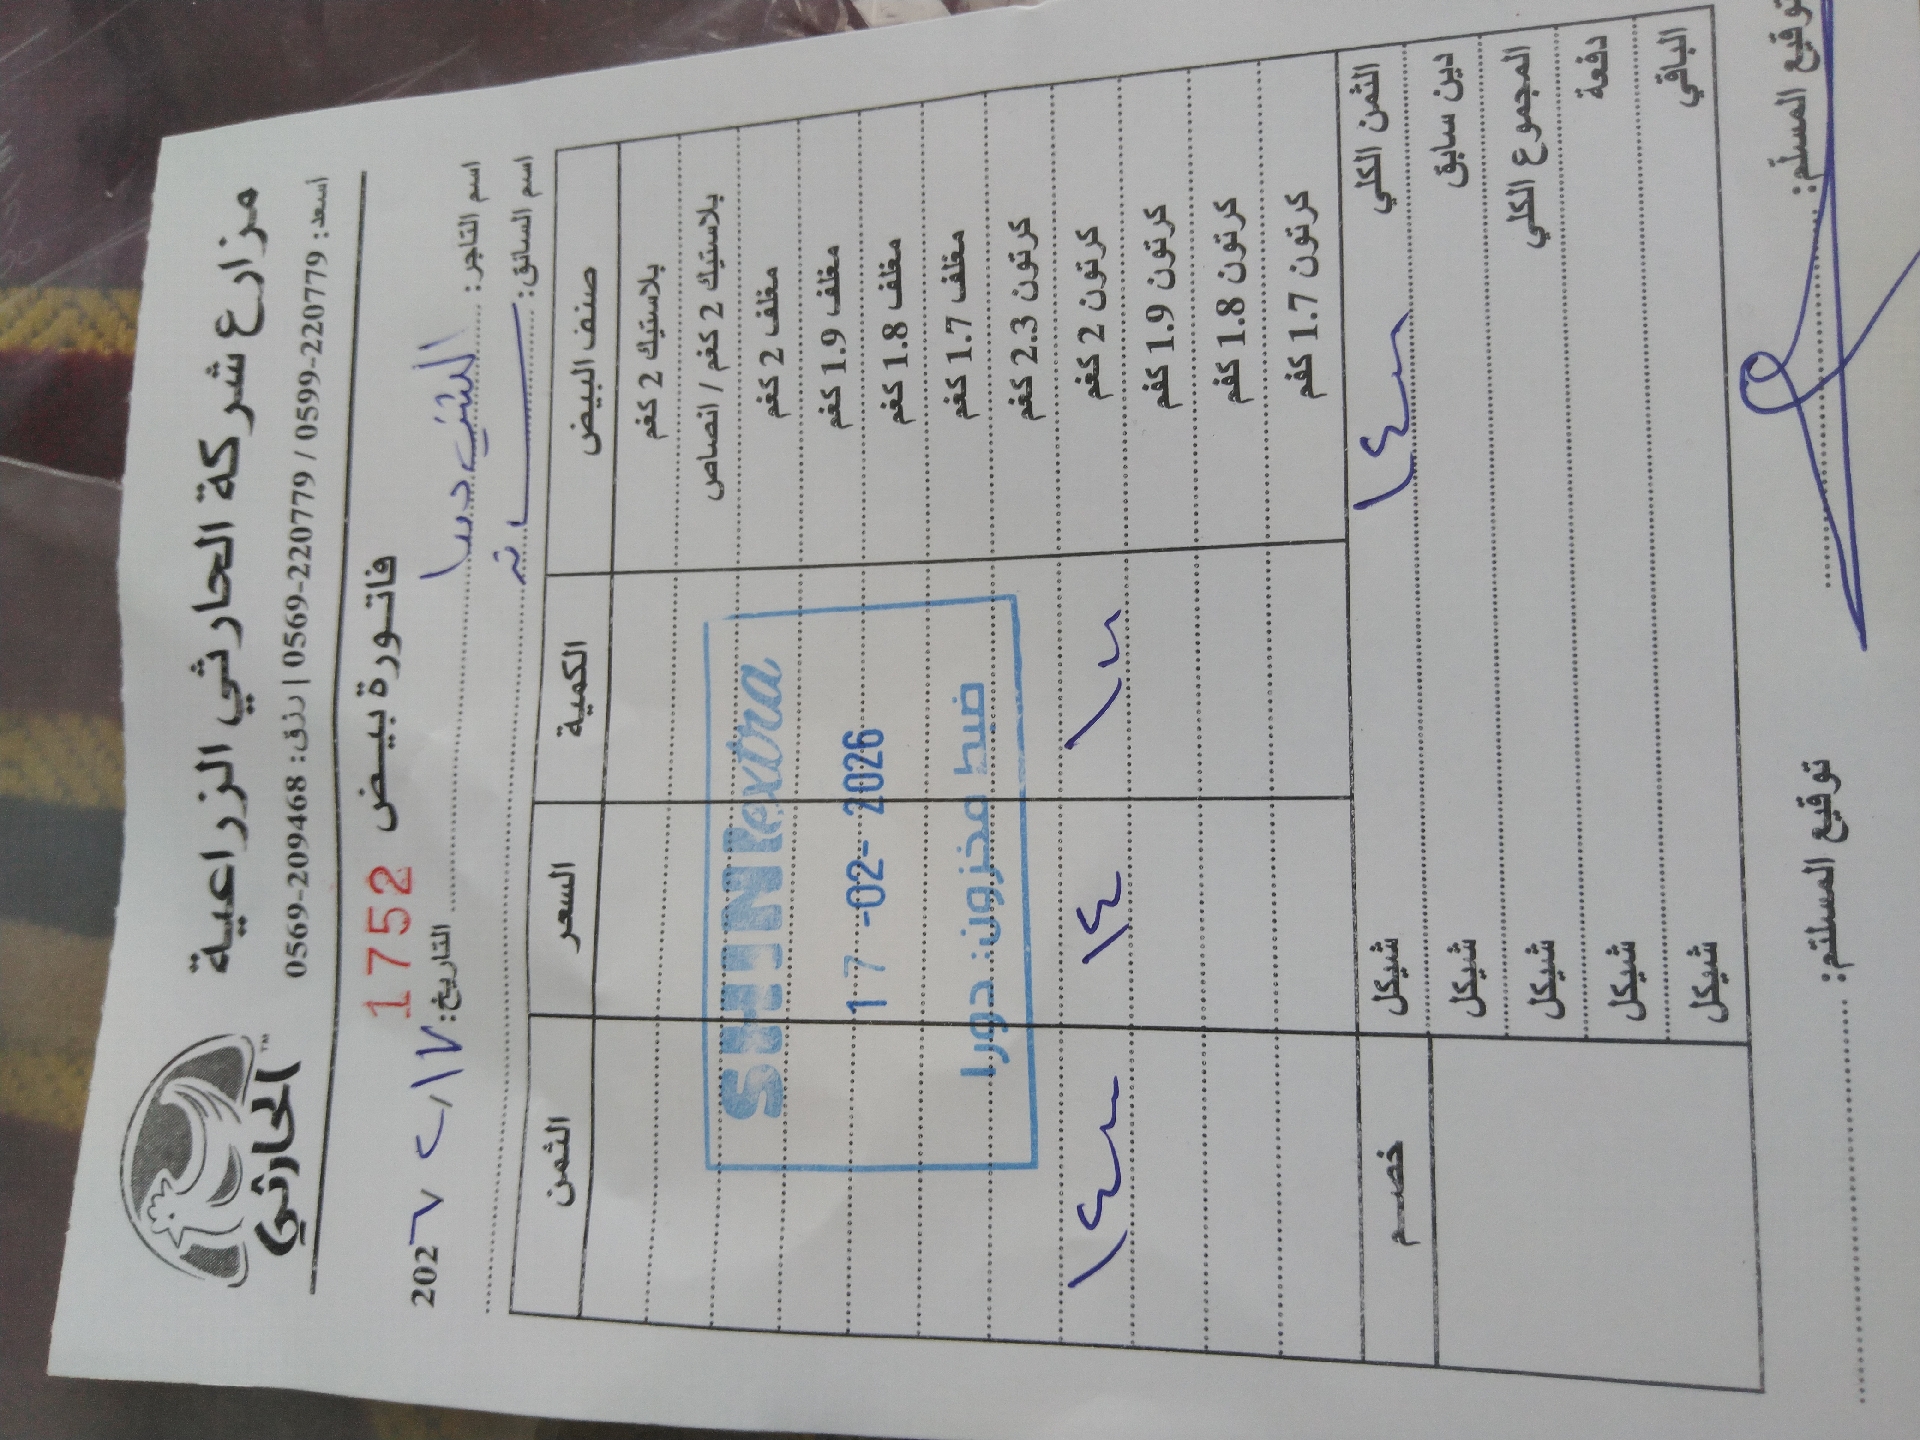 مزارع شركة الحارثي الزراعية
أسعد: 0599-220779 / 0569-220779 | رزق: 0569-209468
الحارثي
TM
فاتورة بيض 1752
اسم التاجر:
التاريخ: ١٧ / ٢ 202
اسم السائق:
صنف البيض الكمية السعر الثمن
بلاستيك 2 كغم
بلاستيك 2 كغم / انصاص
مغلف 2 كغم
مغلف 1.9 كغم
مغلف 1.8 كغم
مغلف 1.7 كغم
كرتون 2.3 كغم
كرتون 2 كغم ١٤
كرتون 1.9 كغم
كرتون 1.8 كغم
كرتون 1.7 كغم
SHINI extra
17-02-2026
ضبط مخزون: دورا
الثمن الكلي شيكل خصم
دين سابق شيكل
المجموع الكلي شيكل
دفعة شيكل
الباقي شيكل
توقيع المسلم: توقيع المستلم: